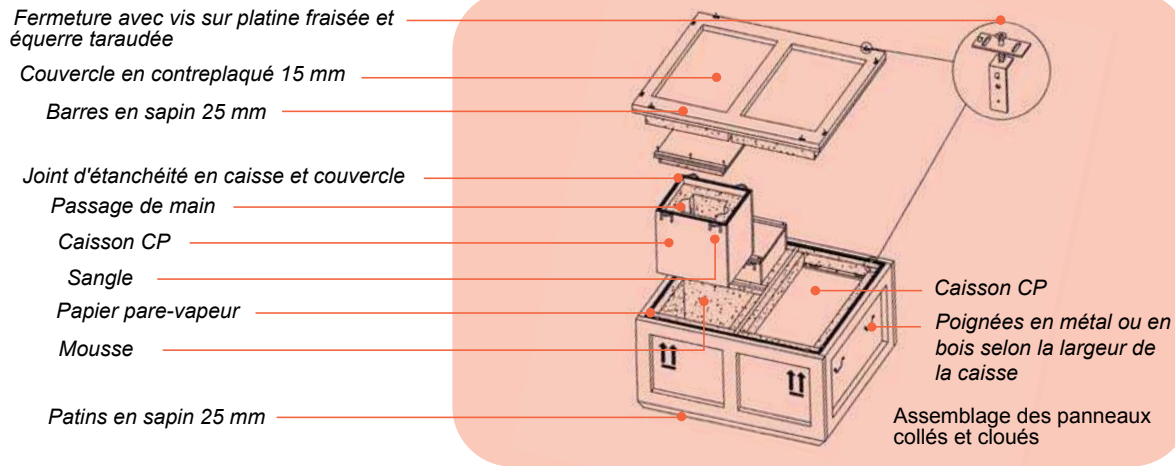 Fermeture avec vis sur platine fraisée et
équerre taraudée
Couvercle en contreplaqué 15 mm
Barres en sapin 25 mm
Joint d'étanchéité en caisse et couvercle
Passage de main
Caisson CP
Sangle
Papier pare-vapeur
Mousse
Patins en sapin 25 mm
Caisson CP
Poignées en métal ou en
bois selon la largeur de
la caisse
Assemblage des panneaux
collés et cloués